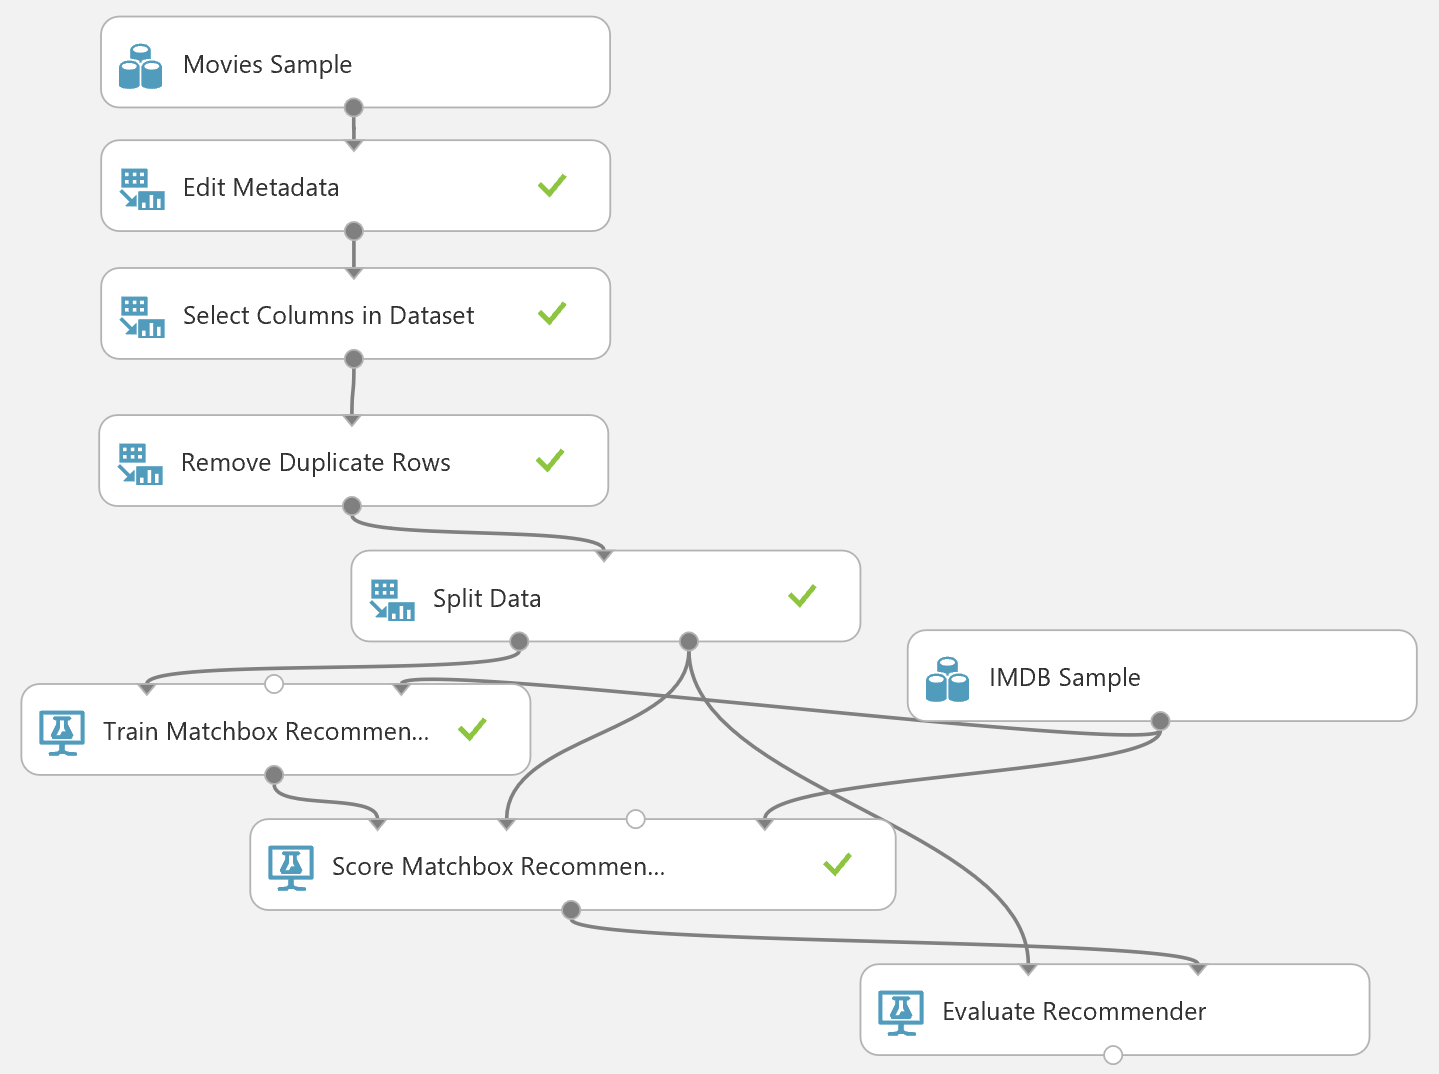 Movies Sample
Edit Metadata
Select Columns in Dataset
Remove Duplicate Rows
Split Data
IMDB Sample
Train Matchbox Recommen...
Score Matchbox Recommen...
Evaluate Recommender